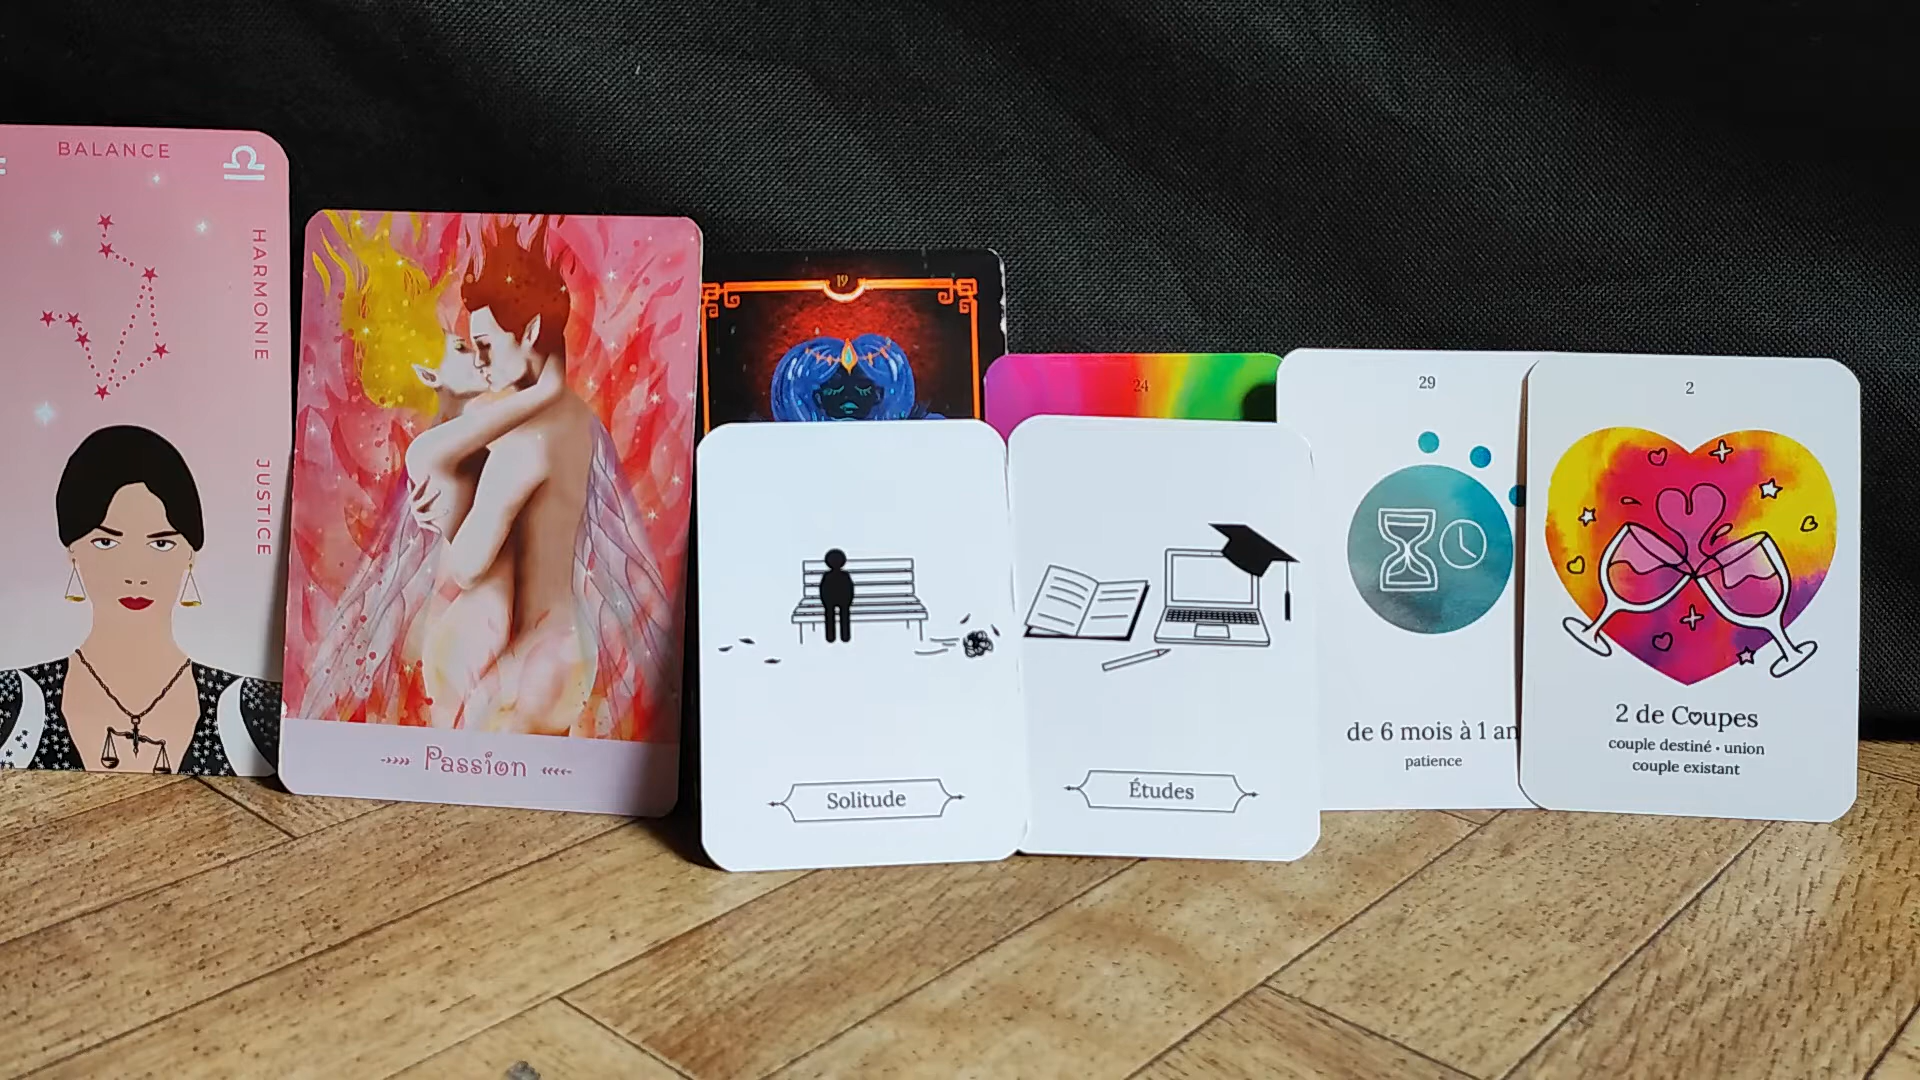 BALANCE
HARMONIE
JUSTICE
Passion
19
24
Solitude
Études
29
de 6 mois à 1 an
patience
2
2 de Coupes
couple destiné • union
couple existant